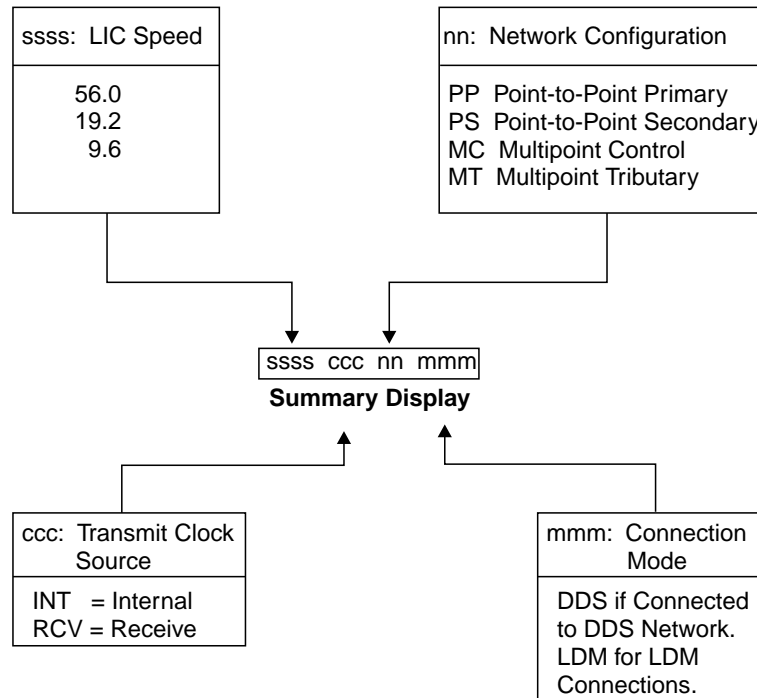 ssss: LIC Speed
56.0
19.2
9.6
nn: Network Configuration
PP Point-to-Point Primary
PS Point-to-Point Secondary
MC Multipoint Control
MT Multipoint Tributary
ssss ccc nn mmm
Summary Display
ccc: Transmit Clock
Source
INT = Internal
RCV = Receive
mmm: Connection
Mode
DDS if Connected
to DDS Network.
LDM for LDM
Connections.